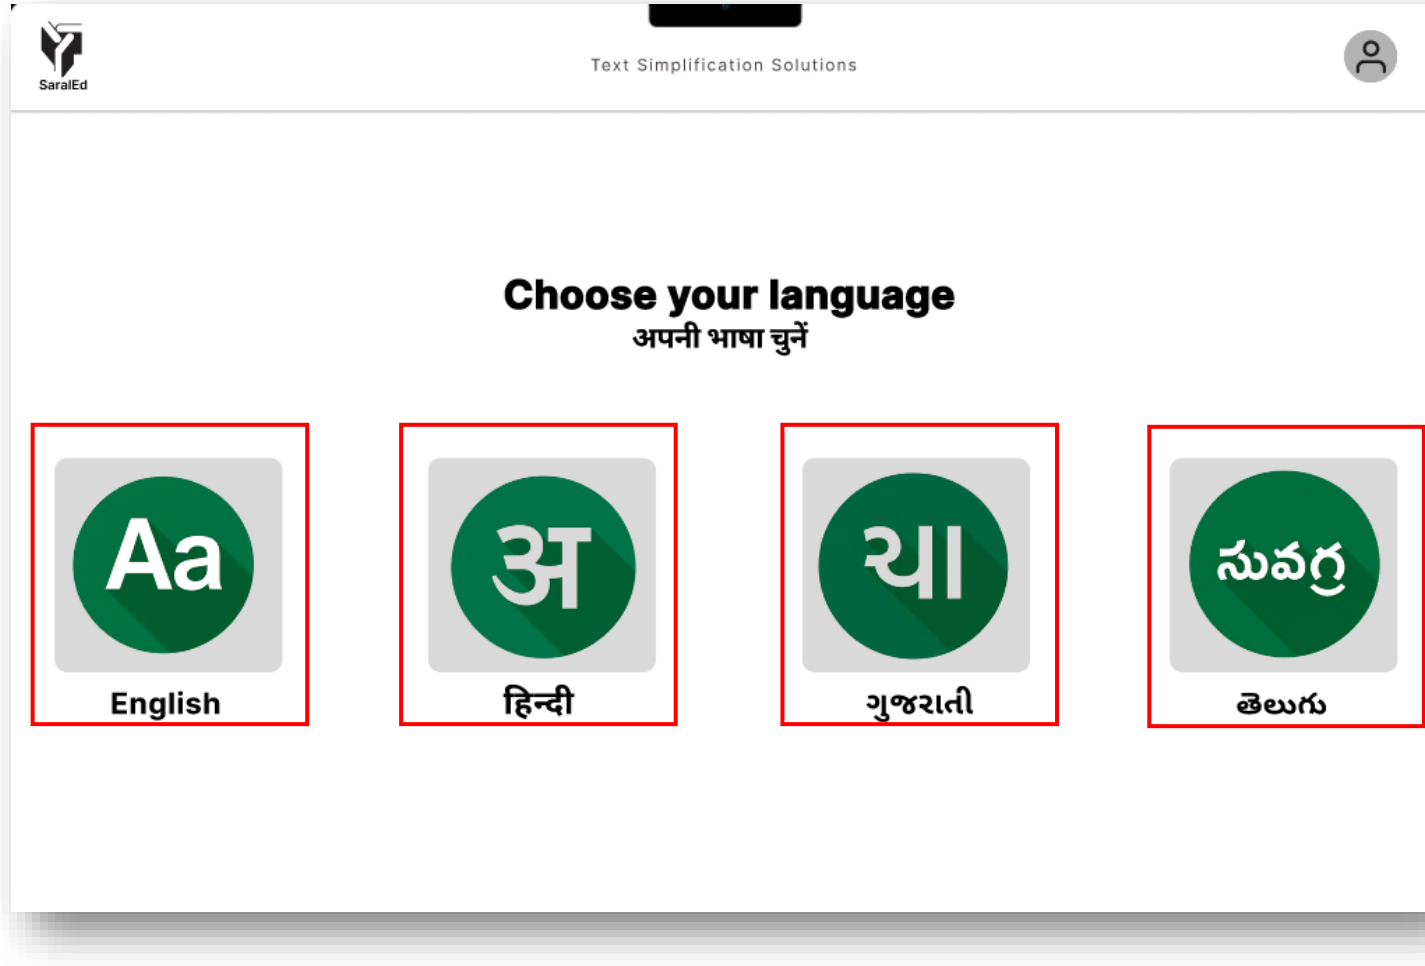 SaralEd
Text Simplification Solutions
Choose your language
अपनी भाषा चुनें
Aa
अ
ચા
సువర్ణ
English
हिन्दी
ગુજરાતી
తెలుగు